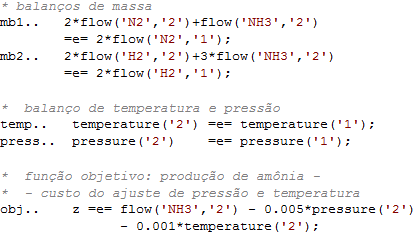 * balanços de massa
mb1.. 2*flow('N2','2')+flow('NH3','2')
=e= 2*flow('N2','1');
mb2.. 2*flow('H2','2')+3*flow('NH3','2')
=e= 2*flow('H2','1');
* balanço de temperatura e pressão
temp.. temperature('2') =e= temperature('1');
press.. pressure('2') =e= pressure('1');
* função objetivo: produção de amônia -
* - custo do ajuste de pressão e temperatura
obj.. z =e= flow('NH3','2') - 0.005*pressure('2')
- 0.001*temperature('2');